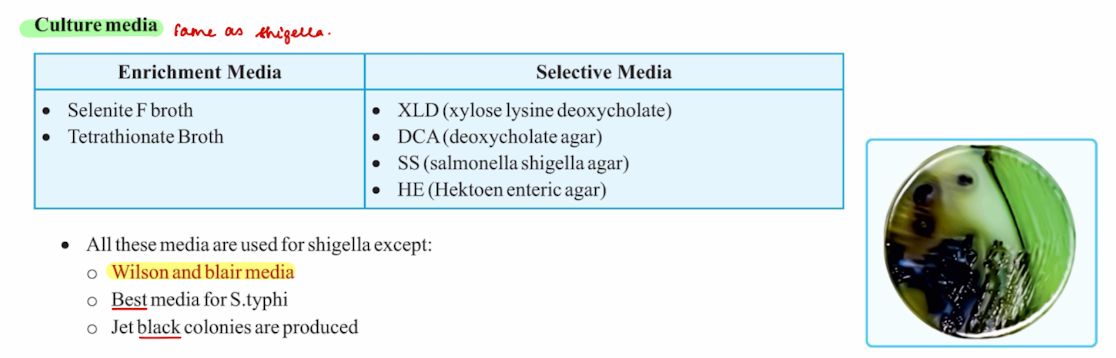 Culture media same as shigella.
Enrichment Media
Selective Media
• Selenite F broth
• Tetrathionate Broth
• XLD (xylose lysine deoxycholate)
• DCA (deoxycholate agar)
• SS (salmonella shigella agar)
• HE (Hektoen enteric agar)
• All these media are used for shigella except:
o Wilson and blair media
o Best media for S.typhi
o Jet black colonies are produced